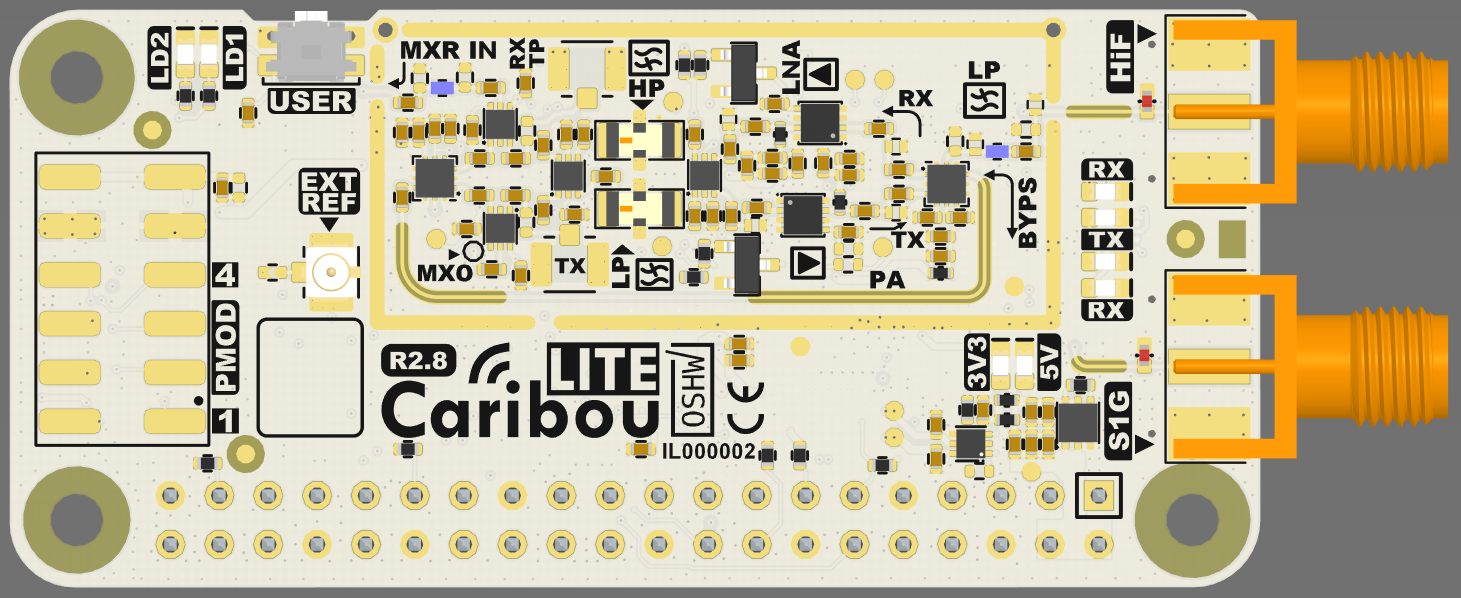 LD2
LD1
USER
MXR IN
RX
TP
HP
LNA
LP
RX
HiF
EXT
REF
RX
TX
RX
BYPS
TX
PA
MXO
TX
LP
4
PMOD
1
R2.8
LITE
Caribou
OSHW
CE
IL000002
3V3
5V
S1G